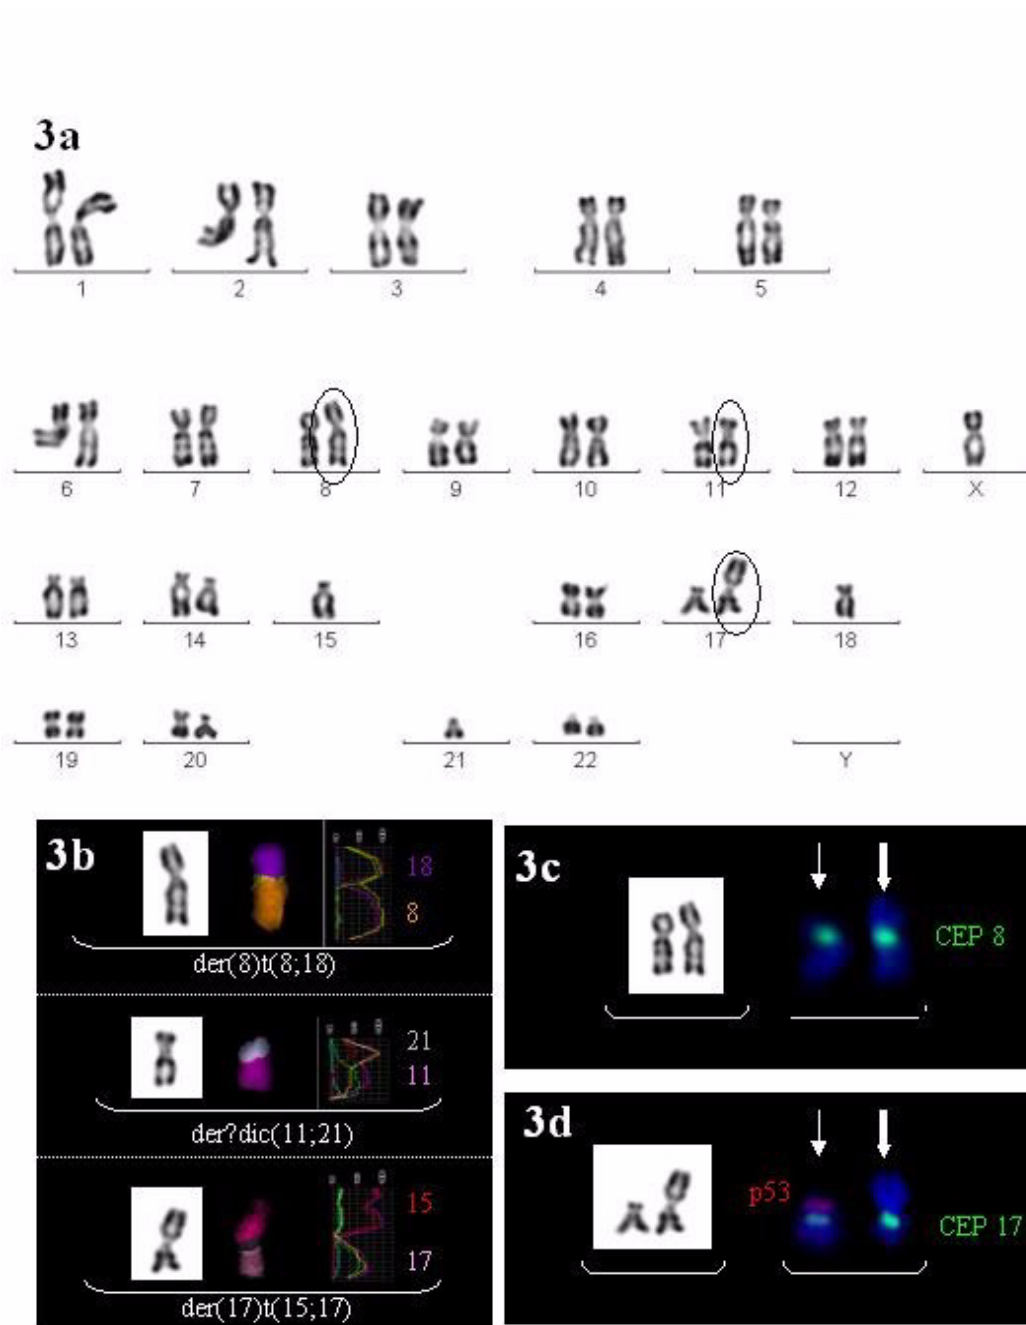 3a
1 2 3 4 5
6 7 8 9 10 11 12 X
13 14 15 16 17 18
19 20 21 22 Y
3b
18
8
der(8)t(8;18)
21
11
der?dic(11;21)
15
17
der(17)t(15;17)
3c
CEP 8
3d
p53
CEP 17